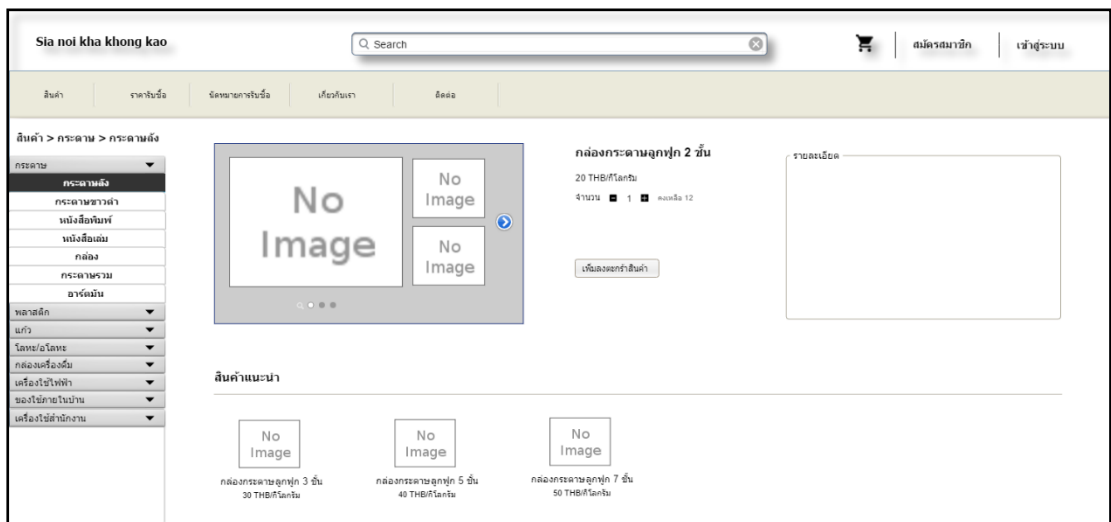 Sia noi kha khong kao
Search
สมัครสมาชิก
เข้าสู่ระบบ
สินค้า
ราคารับซื้อ
นัดหมายการรับซื้อ
เกี่ยวกับเรา
ติดต่อ
สินค้า > กระดาษ > กระดาษลัง
กระดาษ
กระดาษลัง
กระดาษขาวดำ
หนังสือพิมพ์
หนังสือเล่ม
กล่อง
กระดาษรวม
อาร์ตมัน
พลาสติก
แก้ว
โลหะ/อโลหะ
กล่องเครื่องดื่ม
เครื่องใช้ไฟฟ้า
ของใช้ภายในบ้าน
เครื่องใช้สำนักงาน
No
Image
No
Image
No
Image
กล่องกระดาษลูกฟูก 2 ชั้น
20 THB/กิโลกรัม
จำนวน 1 คงเหลือ 12
เพิ่มลงตะกร้าสินค้า
รายละเอียด
สินค้าแนะนำ
No
Image
กล่องกระดาษลูกฟูก 3 ชั้น
30 THB/กิโลกรัม
No
Image
กล่องกระดาษลูกฟูก 5 ชั้น
40 THB/กิโลกรัม
No
Image
กล่องกระดาษลูกฟูก 7 ชั้น
50 THB/กิโลกรัม